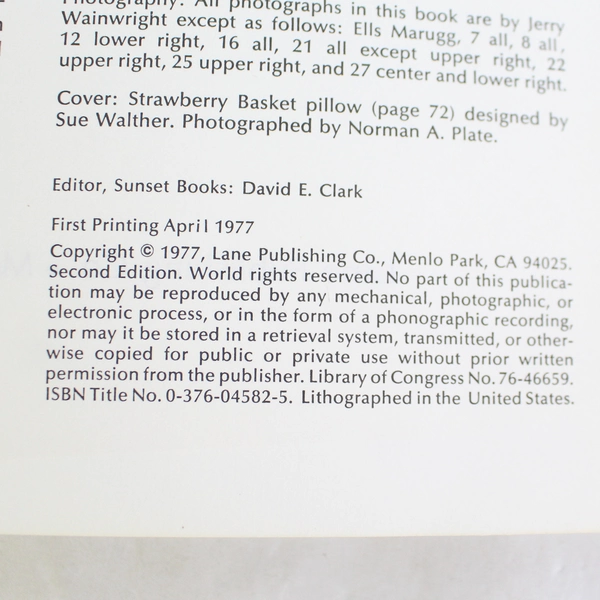 Photography: All photographs in this book are by Jerry
Wainwright except as follows: Ells Marugg, 7 all, 8 all,
12 lower right, 16 all, 21 all except upper right, 22
upper right, 25 upper right, and 27 center and lower right.
Cover: Strawberry Basket pillow (page 72) designed by
Sue Walther. Photographed by Norman A. Plate.
Editor, Sunset Books: David E. Clark
First Printing April 1977
Copyright © 1977, Lane Publishing Co., Menlo Park, CA 94025.
Second Edition. World rights reserved. No part of this publica-
tion may be reproduced by any mechanical, photographic, or
electronic process, or in the form of a phonographic recording,
nor may it be stored in a retrieval system, transmitted, or other-
wise copied for public or private use without prior written
permission from the publisher. Library of Congress No. 76-46659.
ISBN Title No. 0-376-04582-5. Lithographed in the United States.